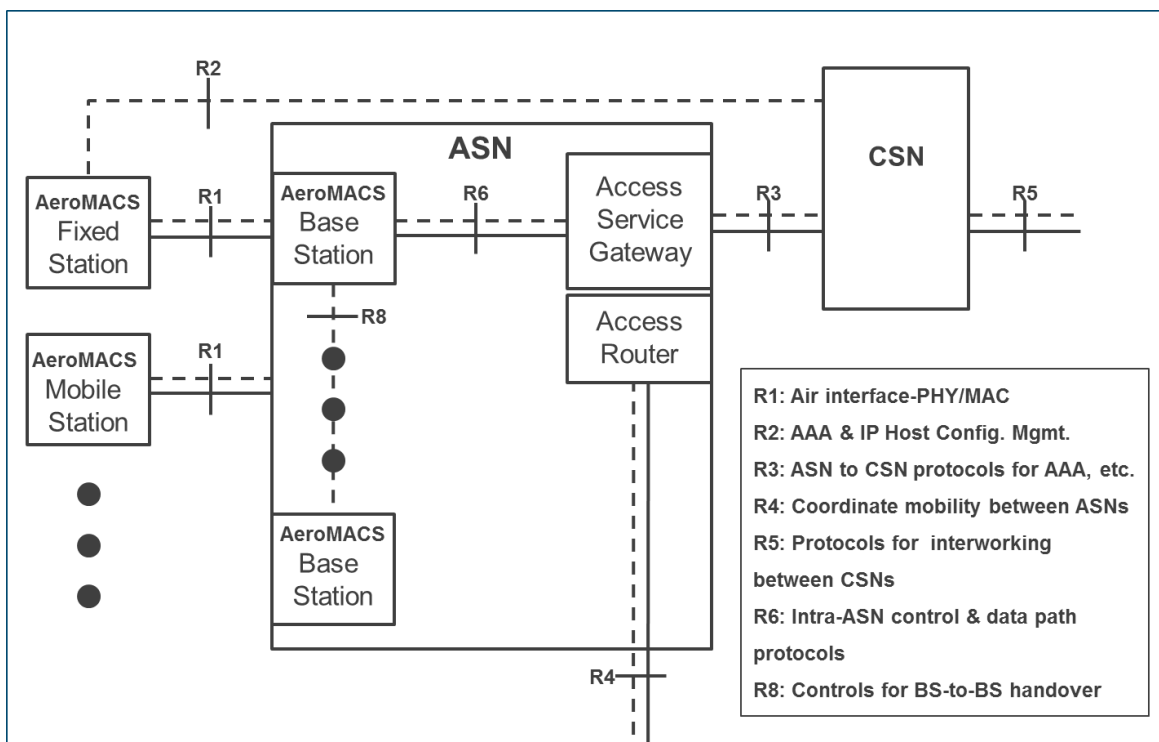 R2
ASN
CSN
AeroMACS
Fixed
Station
R1
AeroMACS
Base
Station
R6
Access
Service
Gateway
R3
R5
R8
Access
Router
AeroMACS
Mobile
Station
R1
AeroMACS
Base
Station
R4
R1: Air interface-PHY/MAC
R2: AAA & IP Host Config. Mgmt.
R3: ASN to CSN protocols for AAA, etc.
R4: Coordinate mobility between ASNs
R5: Protocols for interworking
between CSNs
R6: Intra-ASN control & data path
protocols
R8: Controls for BS-to-BS handover